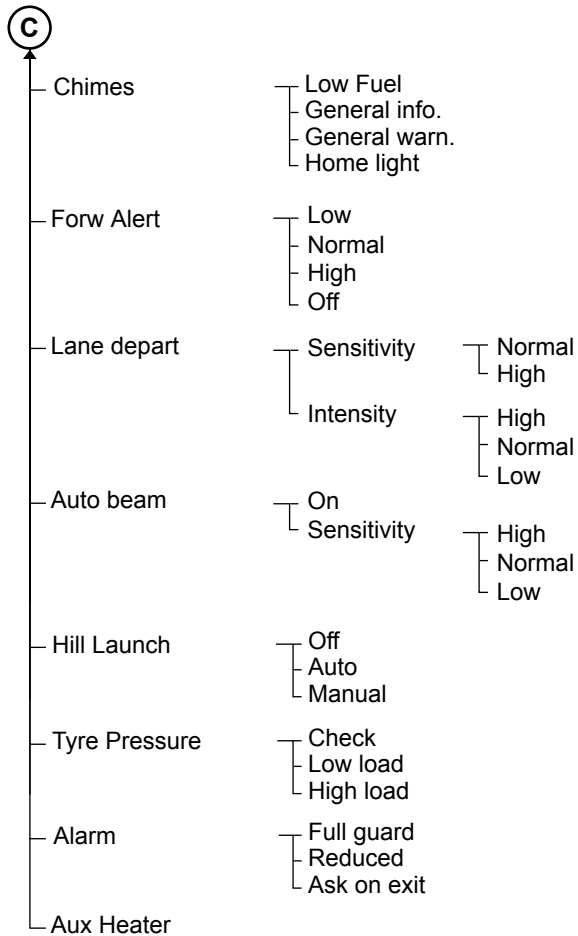 C
Chimes
Low Fuel
General info.
General warn.
Home light
Forw Alert
Low
Normal
High
Off
Lane depart
Sensitivity
Normal
High
Intensity
High
Normal
Low
Auto beam
On
Sensitivity
High
Normal
Low
Hill Launch
Off
Auto
Manual
Tyre Pressure
Check
Low load
High load
Alarm
Full guard
Reduced
Ask on exit
Aux Heater